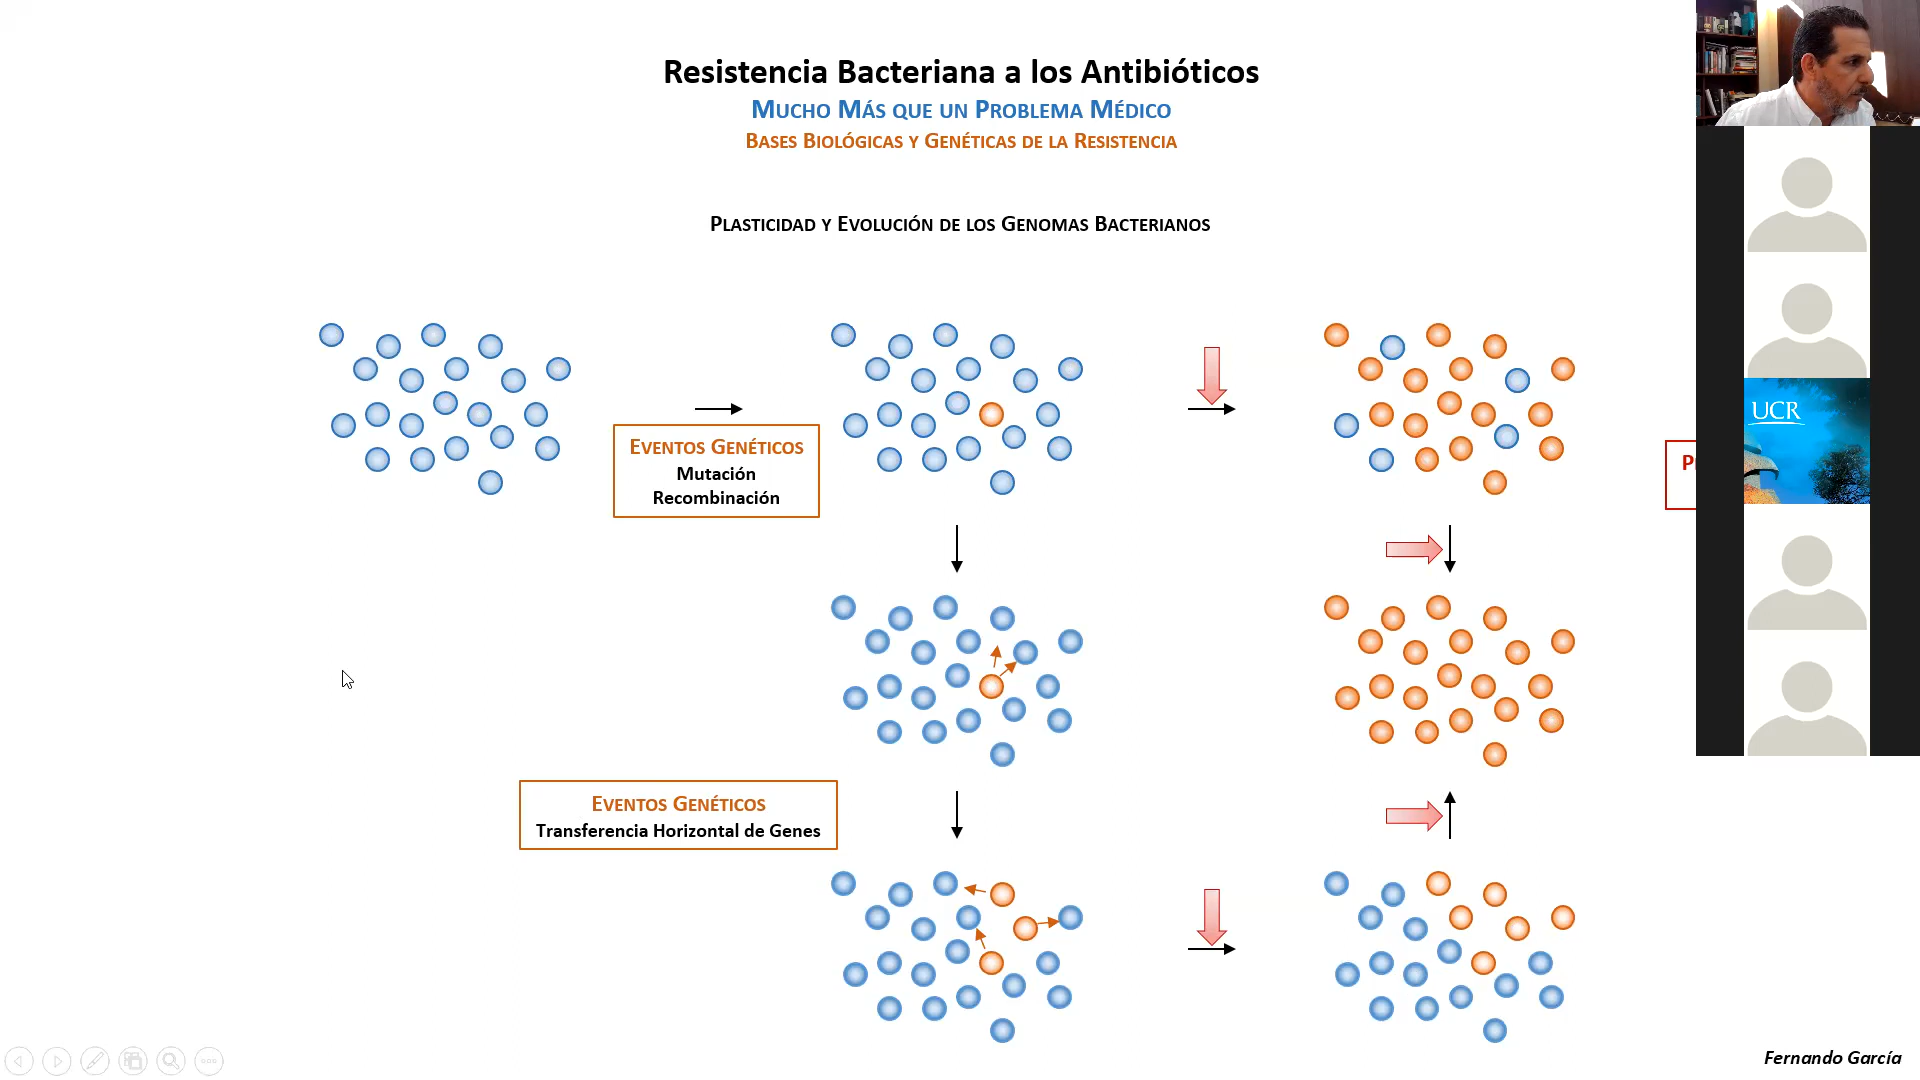 Resistencia Bacteriana a los Antibióticos
Mucho Más que un Problema Médico
Bases Biológicas y Genéticas de la Resistencia
Plasticidad y Evolución de los Genomas Bacterianos
Eventos Genéticos
Mutación
Recombinación
UCR
Eventos Genéticos
Transferencia Horizontal de Genes
Fernando García